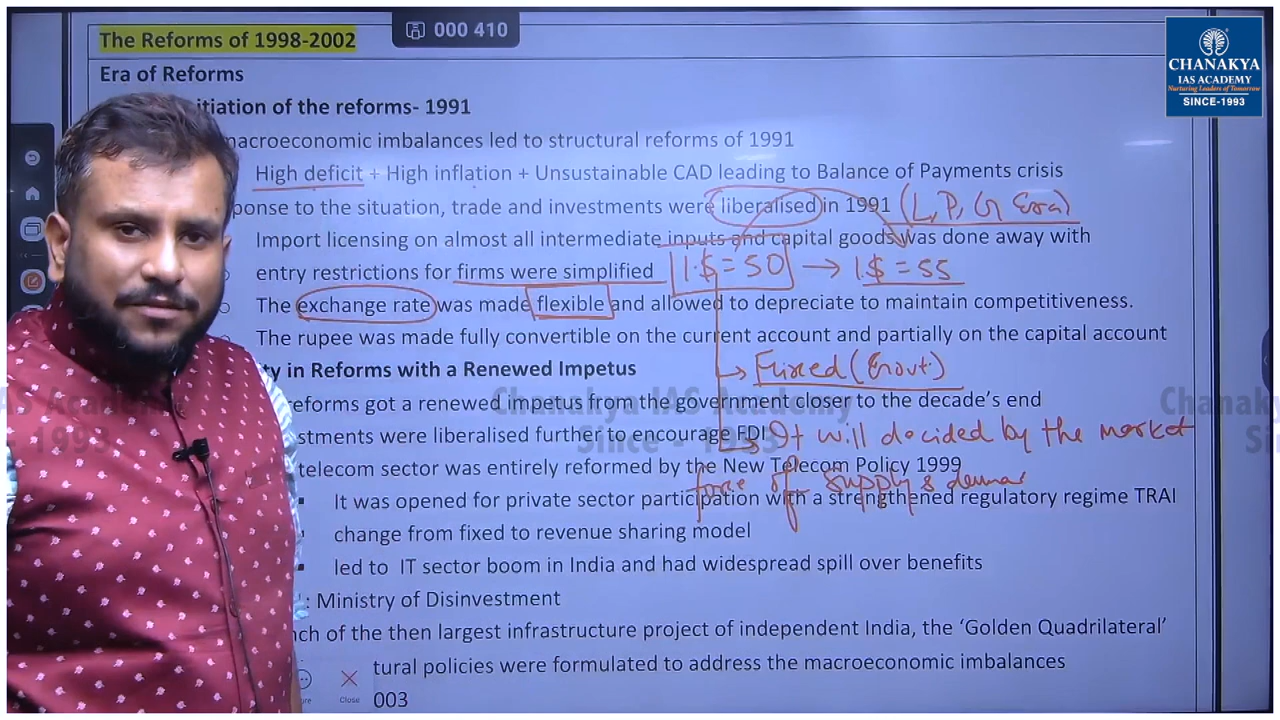 The Reforms of 1998-2002
000 410
CHANAKYA
IAS ACADEMY
Nurturing Leaders of Tomorrow
SINCE-1993
Era of Reforms
itiation of the reforms- 1991
macroeconomic imbalances led to structural reforms of 1991
High deficit + High inflation + Unsustainable CAD leading to Balance of Payments crisis
ponse to the situation, trade and investments were liberalised in 1991 (L, P, G Era)
Import licensing on almost all intermediate inputs and capital goods was done away with
entry restrictions for firms were simplified 1 $ = 50 → 1 $ = 55
The exchange rate was made flexible and allowed to depreciate to maintain competitiveness.
The rupee was made fully convertible on the current account and partially on the capital account
ty in Reforms with a Renewed Impetus
Fixed (Govt.)
Chanakya IAS Academy
Since - 1993
reforms got a renewed impetus from the government closer to the decade's end
stments were liberalised further to encourage FDI
It will decided by the market
telecom sector was entirely reformed by the New Telecom Policy 1999
force of supply & deman
It was opened for private sector participation with a strengthened regulatory regime TRAI
change from fixed to revenue sharing model
led to IT sector boom in India and had widespread spill over benefits
: Ministry of Disinvestment
nch of the then largest infrastructure project of independent India, the 'Golden Quadrilateral'
tural policies were formulated to address the macroeconomic imbalances
Close
003